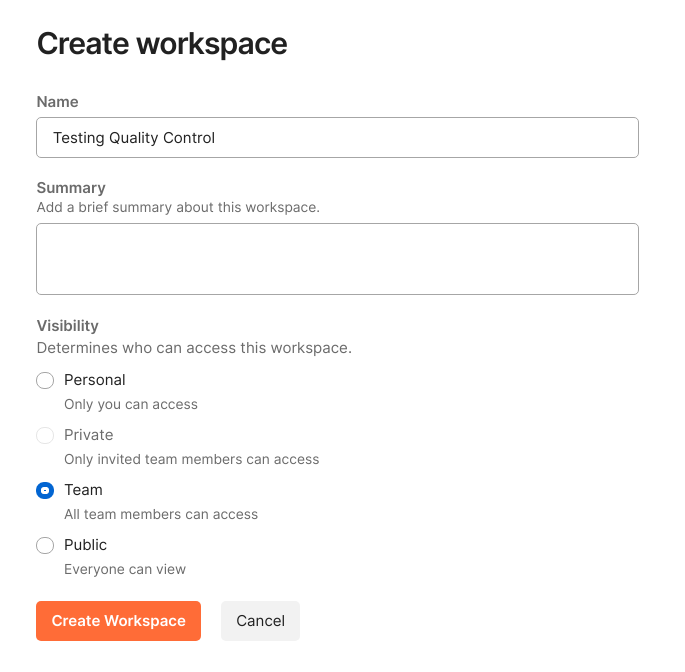 Create workspace
Name
Testing Quality Control
Summary
Add a brief summary about this workspace.
Visibility
Determines who can access this workspace.
Personal
Only you can access
Private
Only invited team members can access
Team
All team members can access
Public
Everyone can view
Create Workspace Cancel